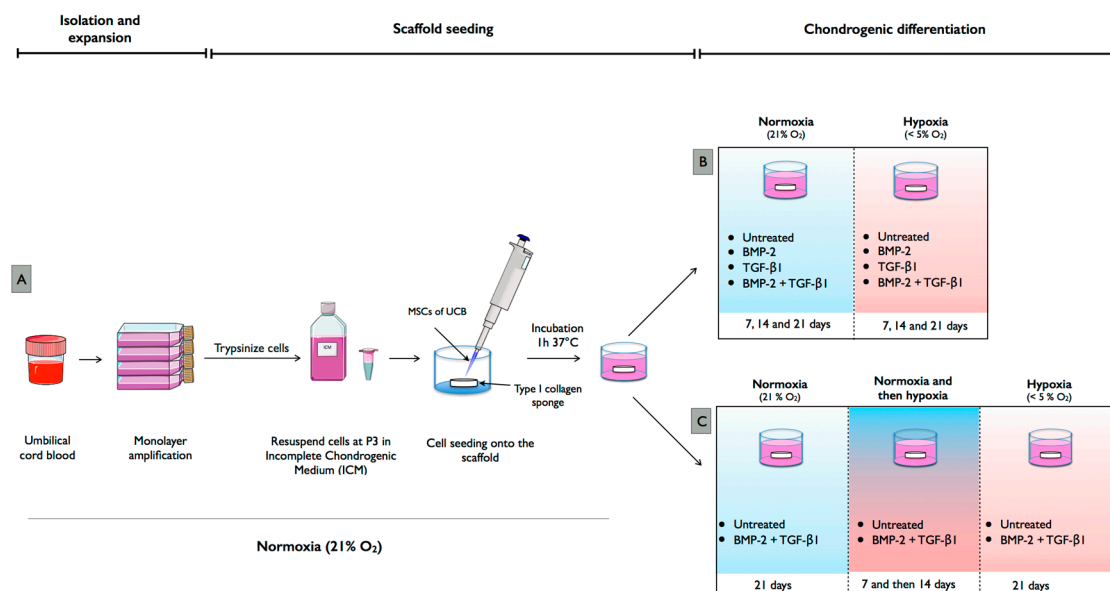 Isolation and
expansion
Scaffold seeding
Chondrogenic differentiation
A
Umbilical
cord blood
Monolayer
amplification
Trypsinize cells
ICM
Resuspend cells at P3 in
Incomplete Chondrogenic
Medium (ICM)
MSCs of UCB
Type I collagen
sponge
Cell seeding onto the
scaffold
Incubation
1h 37°C
Normoxia (21% O₂)
B
Normoxia
(21% O₂)
• Untreated
• BMP-2
• TGF-β1
• BMP-2 + TGF-β1
7, 14 and 21 days
Hypoxia
(< 5% O₂)
• Untreated
• BMP-2
• TGF-β1
• BMP-2 + TGF-β1
7, 14 and 21 days
C
Normoxia
(21 % O₂)
• Untreated
• BMP-2 + TGF-β1
21 days
Normoxia and
then hypoxia
• Untreated
• BMP-2 + TGF-β1
7 and then 14 days
Hypoxia
(< 5 % O₂)
• Untreated
• BMP-2 + TGF-β1
21 days